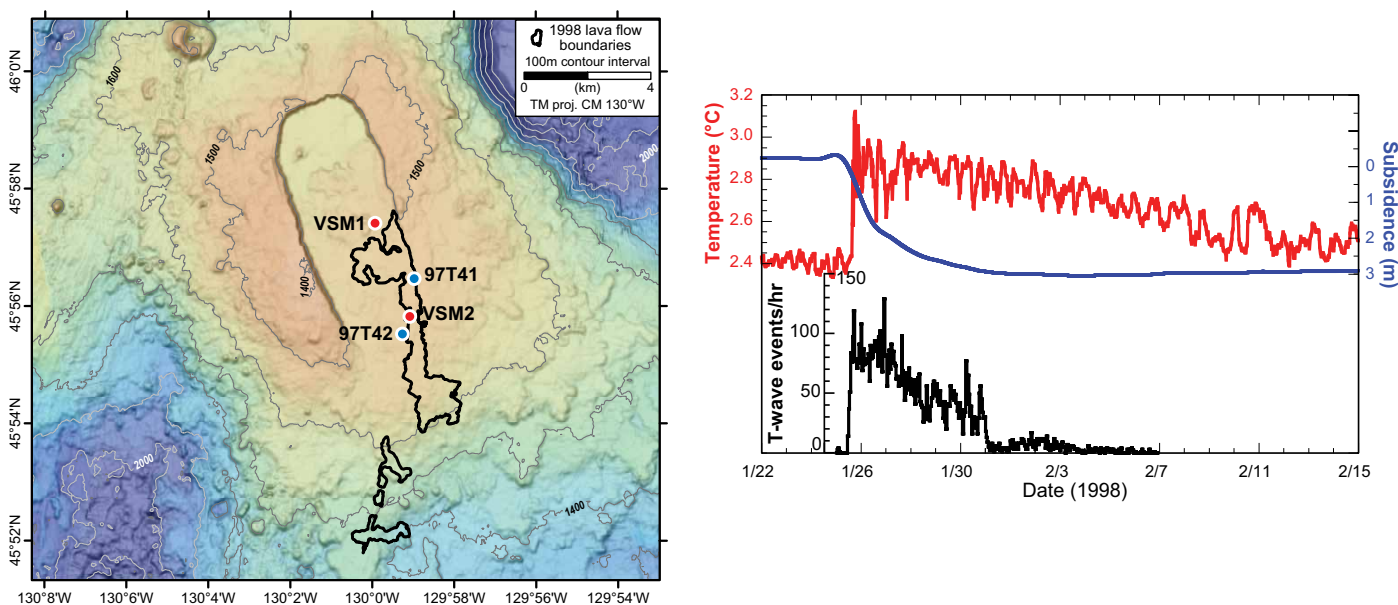 1998 lava flow
boundaries
100m contour interval
0 (km) 4
TM proj. CM 130°W
46°0'N
45°58'N
45°56'N
45°54'N
45°52'N
1600
1500
1500
1400
2000
2000
1400
VSM1
97T41
VSM2
97T42
130°8'W 130°6'W 130°4'W 130°2'W 130°0'W 129°58'W 129°56'W 129°54'W
Temperature (°C)
3.2
3.0
2.8
2.6
2.4
Subsidence (m)
0
1
2
3
T-wave events/hr
150
100
50
0
1/22 1/26 1/30 2/3 2/7 2/11 2/15
Date (1998)